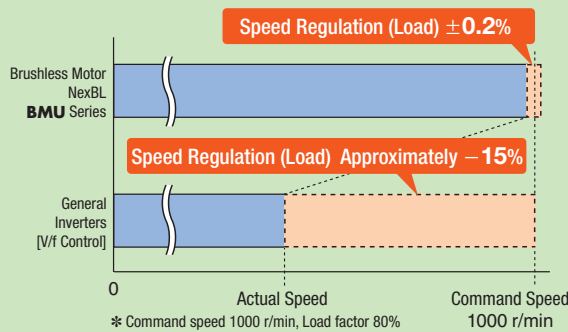 Speed Regulation (Load) ±0.2%
Brushless Motor
NexBL
BMU Series
Speed Regulation (Load) Approximately −15%
General
Inverters
[V/f Control]
0
Actual Speed
Command Speed
1000 r/min
✻ Command speed 1000 r/min, Load factor 80%